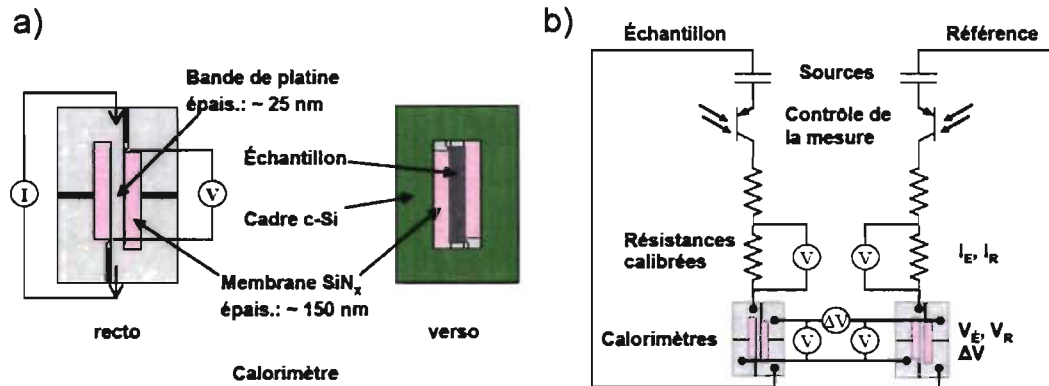 a)
Bande de platine
épais.: ~ 25 nm
I
V
Échantillon
Cadre c-Si
Membrane SiNx
épais.: ~ 150 nm
recto
verso
Calorimètre
b)
Échantillon
Référence
Sources
Contrôle de
la mesure
Résistances
calibrées
V
V
IE, IR
ΔV
Calorimètres
V
V
VÉ, VR
ΔV